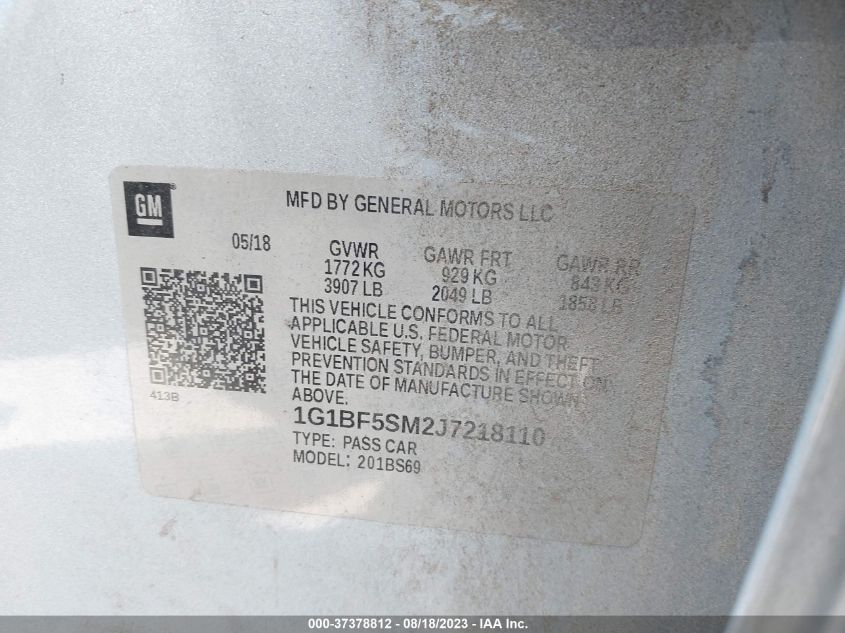 GM
MFD BY GENERAL MOTORS LLC
05/18
GVWR GAWR FRT GAWR RR
1772 KG 929 KG 843 KG
3907 LB 2049 LB 1858 LB
THIS VEHICLE CONFORMS TO ALL
APPLICABLE U.S. FEDERAL MOTOR
VEHICLE SAFETY, BUMPER, AND THEFT
PREVENTION STANDARDS IN EFFECT ON
THE DATE OF MANUFACTURE SHOWN
ABOVE.
413B
1G1BF5SM2J7218110
TYPE: PASS CAR
MODEL: 201BS69
000-37378812 - 08/18/2023 - IAA Inc.